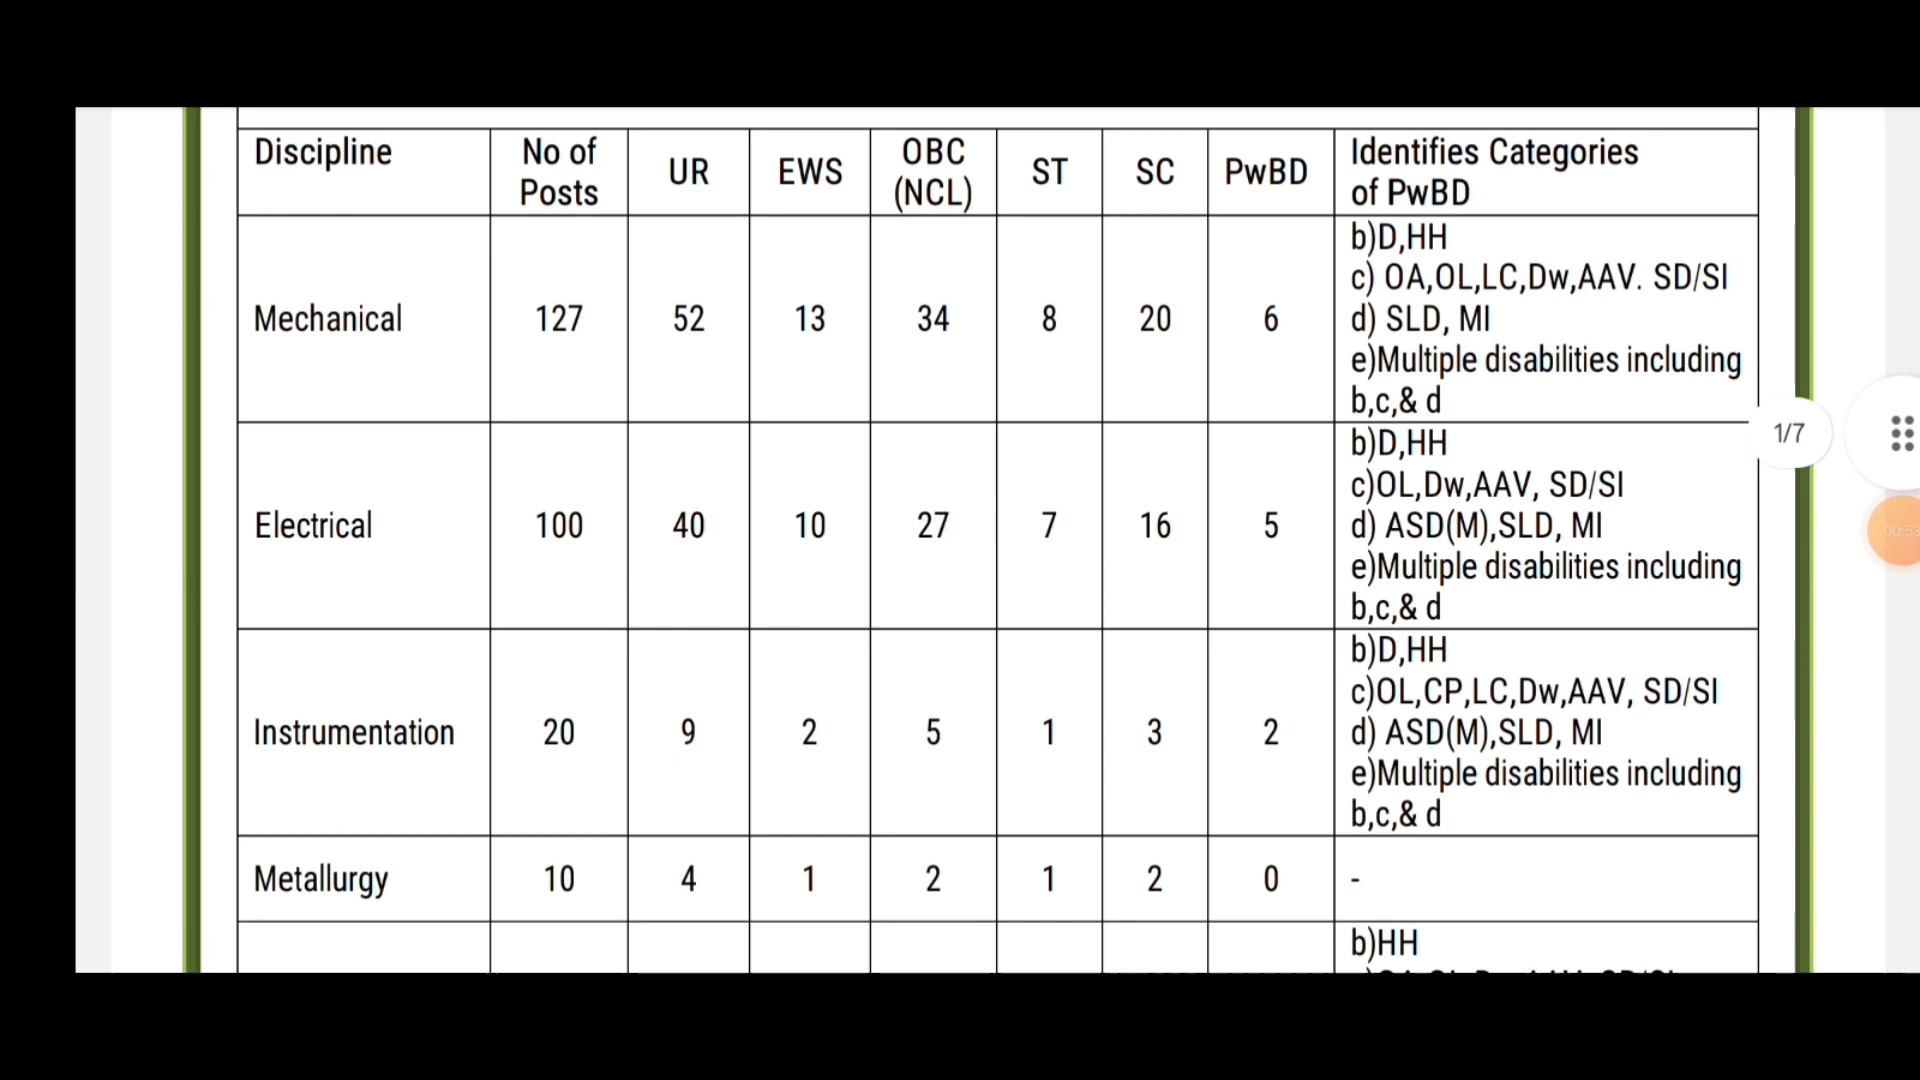 Discipline
No of
Posts
UR
EWS
OBC
(NCL)
ST
SC
PwBD
Identifies Categories
of PwBD
Mechanical
127
52
13
34
8
20
6
b)D,HH
c) OA,OL,LC,Dw,AAV. SD/SI
d) SLD, MI
e)Multiple disabilities including
b,c,& d
Electrical
100
40
10
27
7
16
5
b)D,HH
c)OL,Dw,AAV, SD/SI
d) ASD(M),SLD, MI
e)Multiple disabilities including
b,c,& d
Instrumentation
20
9
2
5
1
3
2
b)D,HH
c)OL,CP,LC,Dw,AAV, SD/SI
d) ASD(M),SLD, MI
e)Multiple disabilities including
b,c,& d
Metallurgy
10
4
1
2
1
2
0
-
b)HH
1/7
00:53